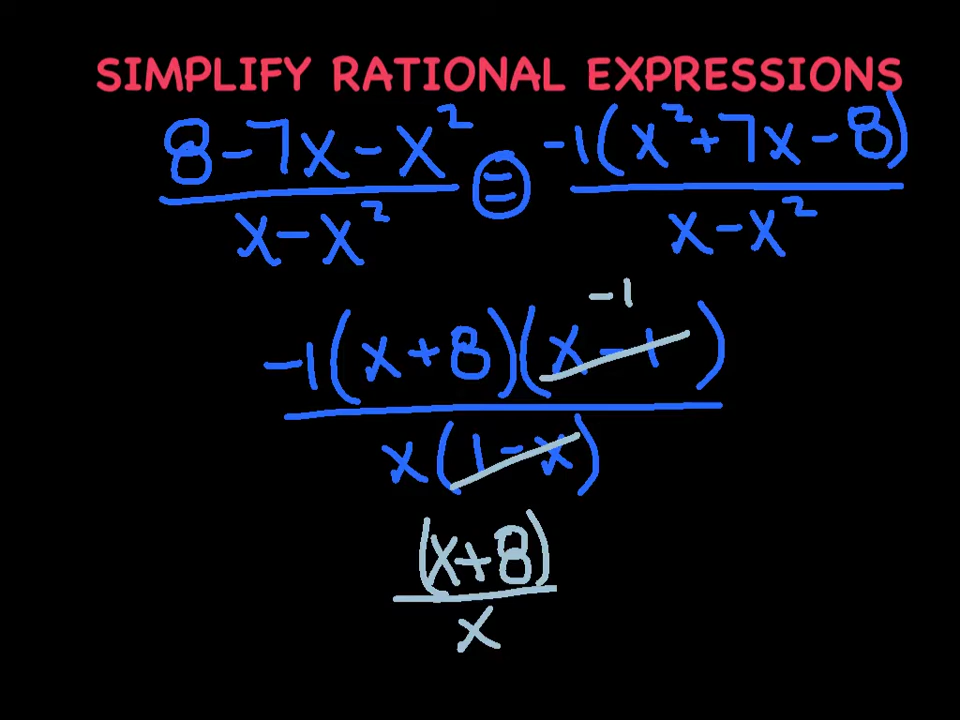 SIMPLIFY RATIONAL EXPRESSIONS
8-7x-x² = -1(x²+7x-8)
x-x² x-x²
-1
-1(x+8)(x-1)
x(1-x)
(x+8)
x